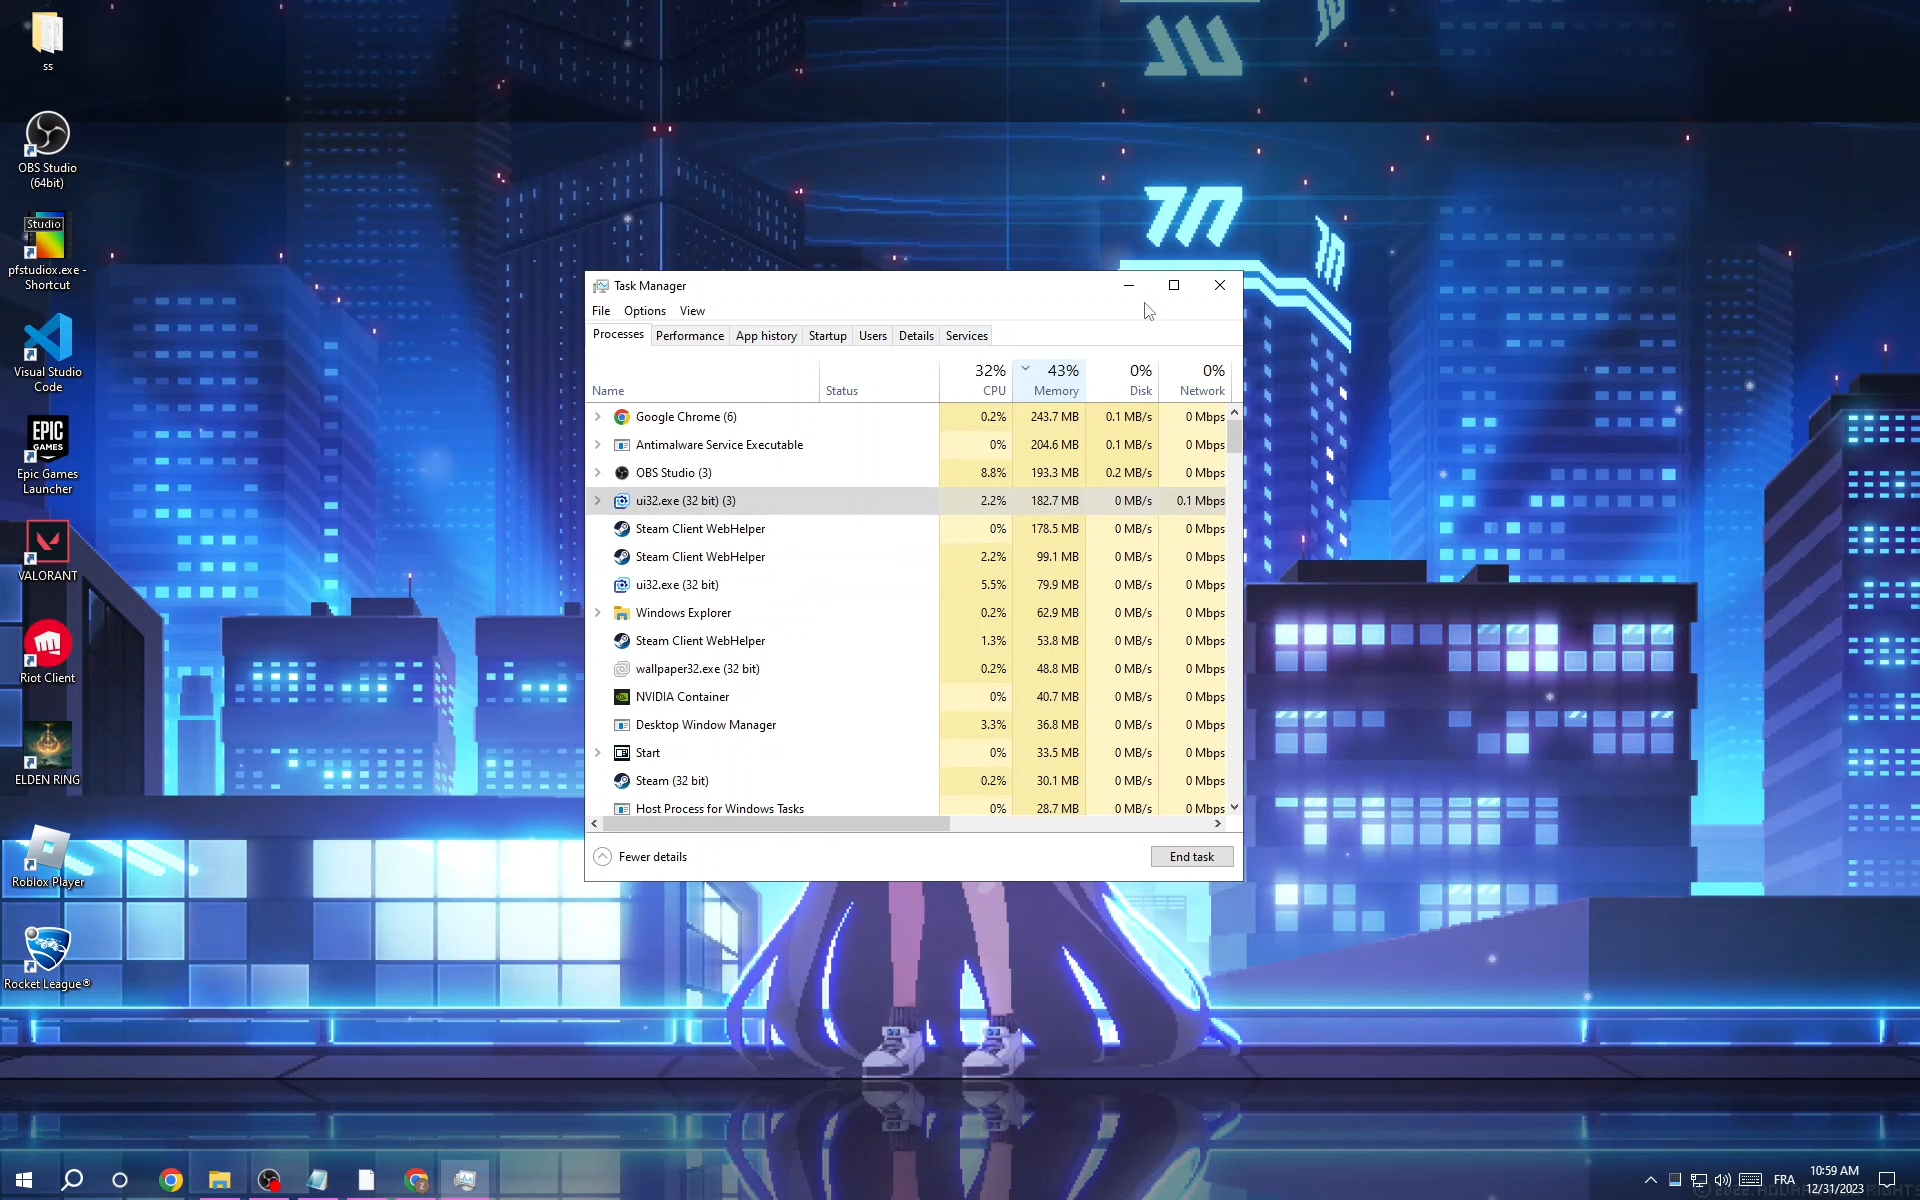 ss
OBS Studio
(64bit)
Studio
pfstudiox.exe -
Shortcut
Visual Studio
Code
EPIC
GAMES
Epic Games
Launcher
VALORANT
Riot Client
ELDEN RING
Roblox Player
Rocket League®
Task Manager
File Options View
Processes Performance App history Startup Users Details Services
32% 43% 0% 0%
Name Status CPU Memory Disk Network
Google Chrome (6) 0.2% 243.7 MB 0.1 MB/s 0 Mbps
Antimalware Service Executable 0% 204.6 MB 0.1 MB/s 0 Mbps
OBS Studio (3) 8.8% 193.3 MB 0.2 MB/s 0 Mbps
ui32.exe (32 bit) (3) 2.2% 182.7 MB 0 MB/s 0.1 Mbps
Steam Client WebHelper 0% 178.5 MB 0 MB/s 0 Mbps
Steam Client WebHelper 2.2% 99.1 MB 0 MB/s 0 Mbps
ui32.exe (32 bit) 5.5% 79.9 MB 0 MB/s 0 Mbps
Windows Explorer 0.2% 62.9 MB 0 MB/s 0 Mbps
Steam Client WebHelper 1.3% 53.8 MB 0 MB/s 0 Mbps
wallpaper32.exe (32 bit) 0.2% 48.8 MB 0 MB/s 0 Mbps
NVIDIA Container 0% 40.7 MB 0 MB/s 0 Mbps
Desktop Window Manager 3.3% 36.8 MB 0 MB/s 0 Mbps
Start 0% 33.5 MB 0 MB/s 0 Mbps
Steam (32 bit) 0.2% 30.1 MB 0 MB/s 0 Mbps
Host Process for Windows Tasks 0% 28.7 MB 0 MB/s 0 Mbps
Fewer details End task
FRA
10:59 AM
12/31/2023